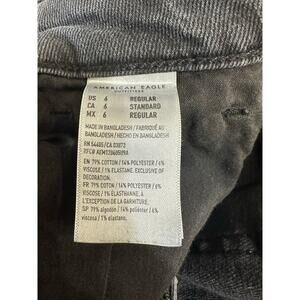 AMERICAN EAGLE
OUTFITTERS
US 6 REGULAR
CA 6 STANDARD
MX 6 REGULAR
MADE IN BANGLADESH / FABRIQUÉ AU
BANGLADESH / HECHO EN BANGLADESH
RN 54485/CA 03872
EN 79% COTTON / 14% POLYESTER / 6%
VISCOSE / 1% ELASTANE. EXCLUSIVE OF
DECORATION.
FR 79% COTON / 14% POLYESTER / 6%
VISCOSE / 1% ÉLASTHANNE. À
L'EXCEPTION DE LA GARNITURE.
SP 79% algodón / 14% poliéster / 6%
viscosa / 1% elastano.